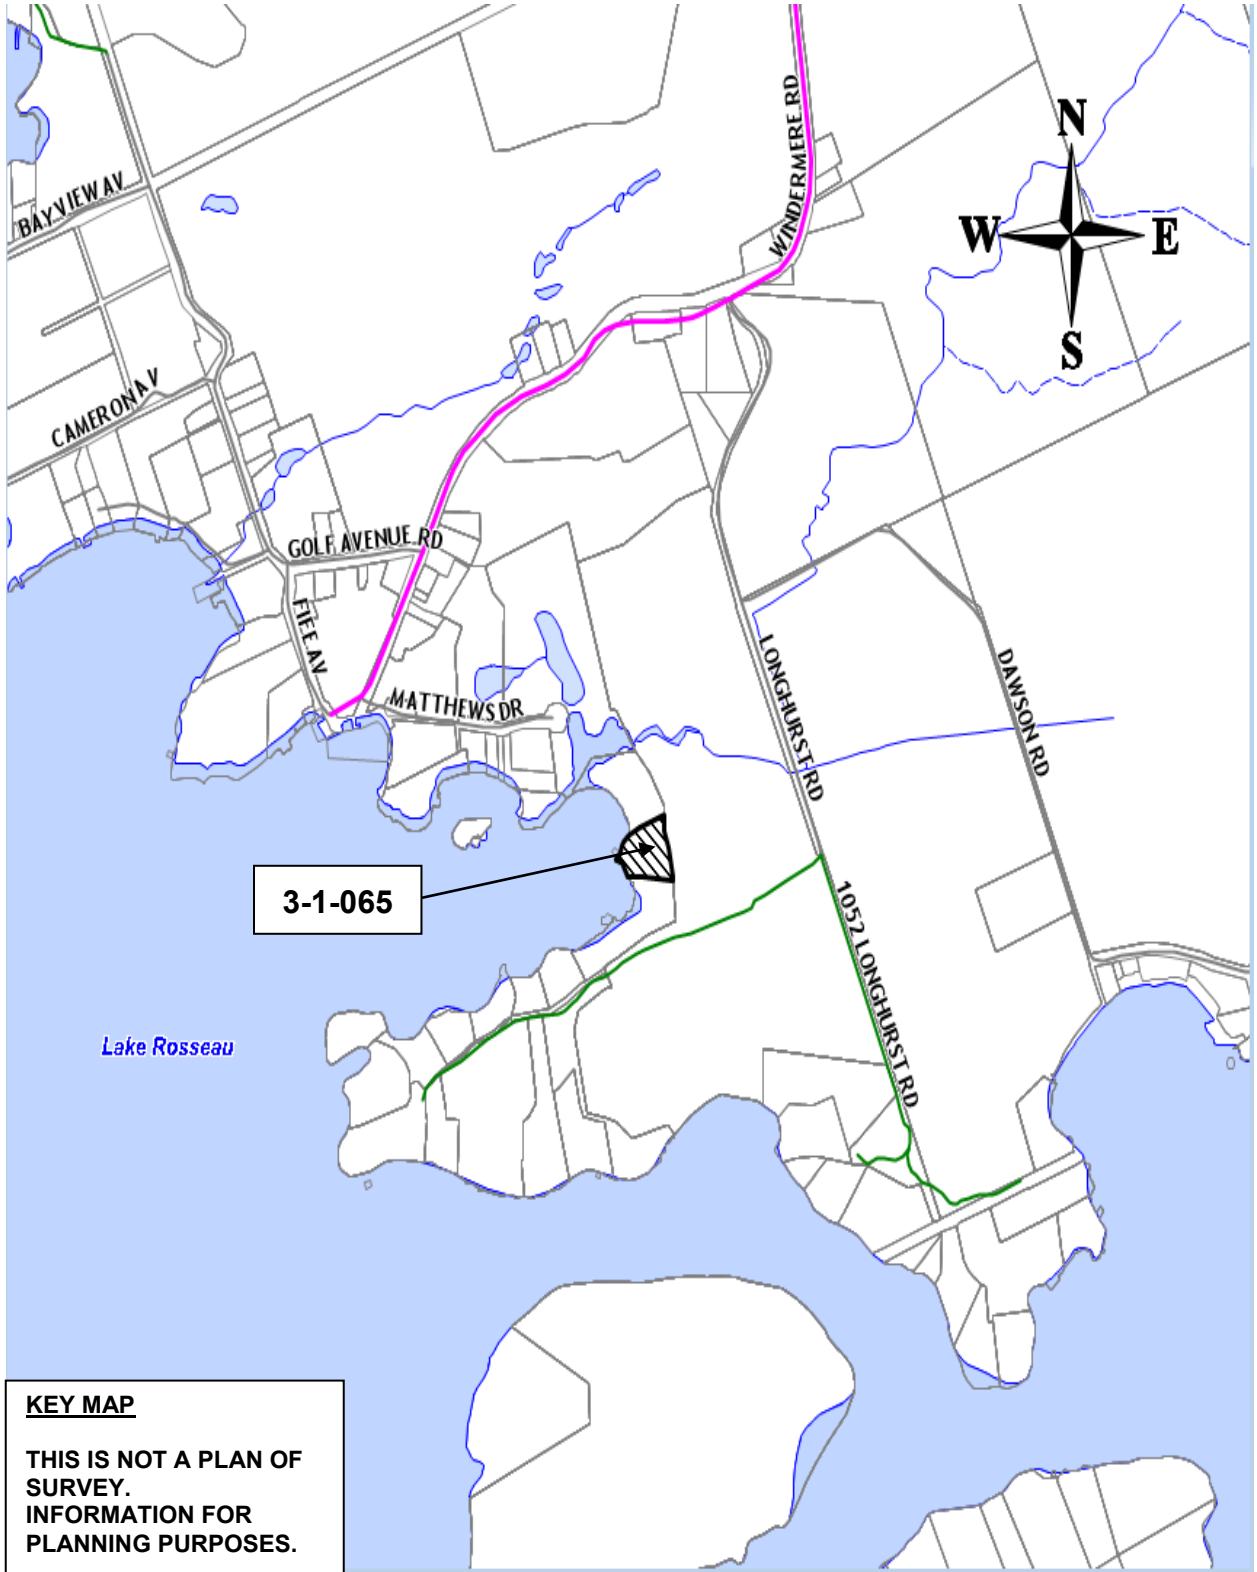 WINDERMERE RD
N
W
E
S
BAYVIEW AV
CAMERON AV
GOLF AVENUE RD
FIFE AV
MATTHEWS DR
LONGHURST RD
DAWSON RD
3-1-065
1052 LONGHURST RD
Lake Rosseau
KEY MAP
THIS IS NOT A PLAN OF
SURVEY.
INFORMATION FOR
PLANNING PURPOSES.